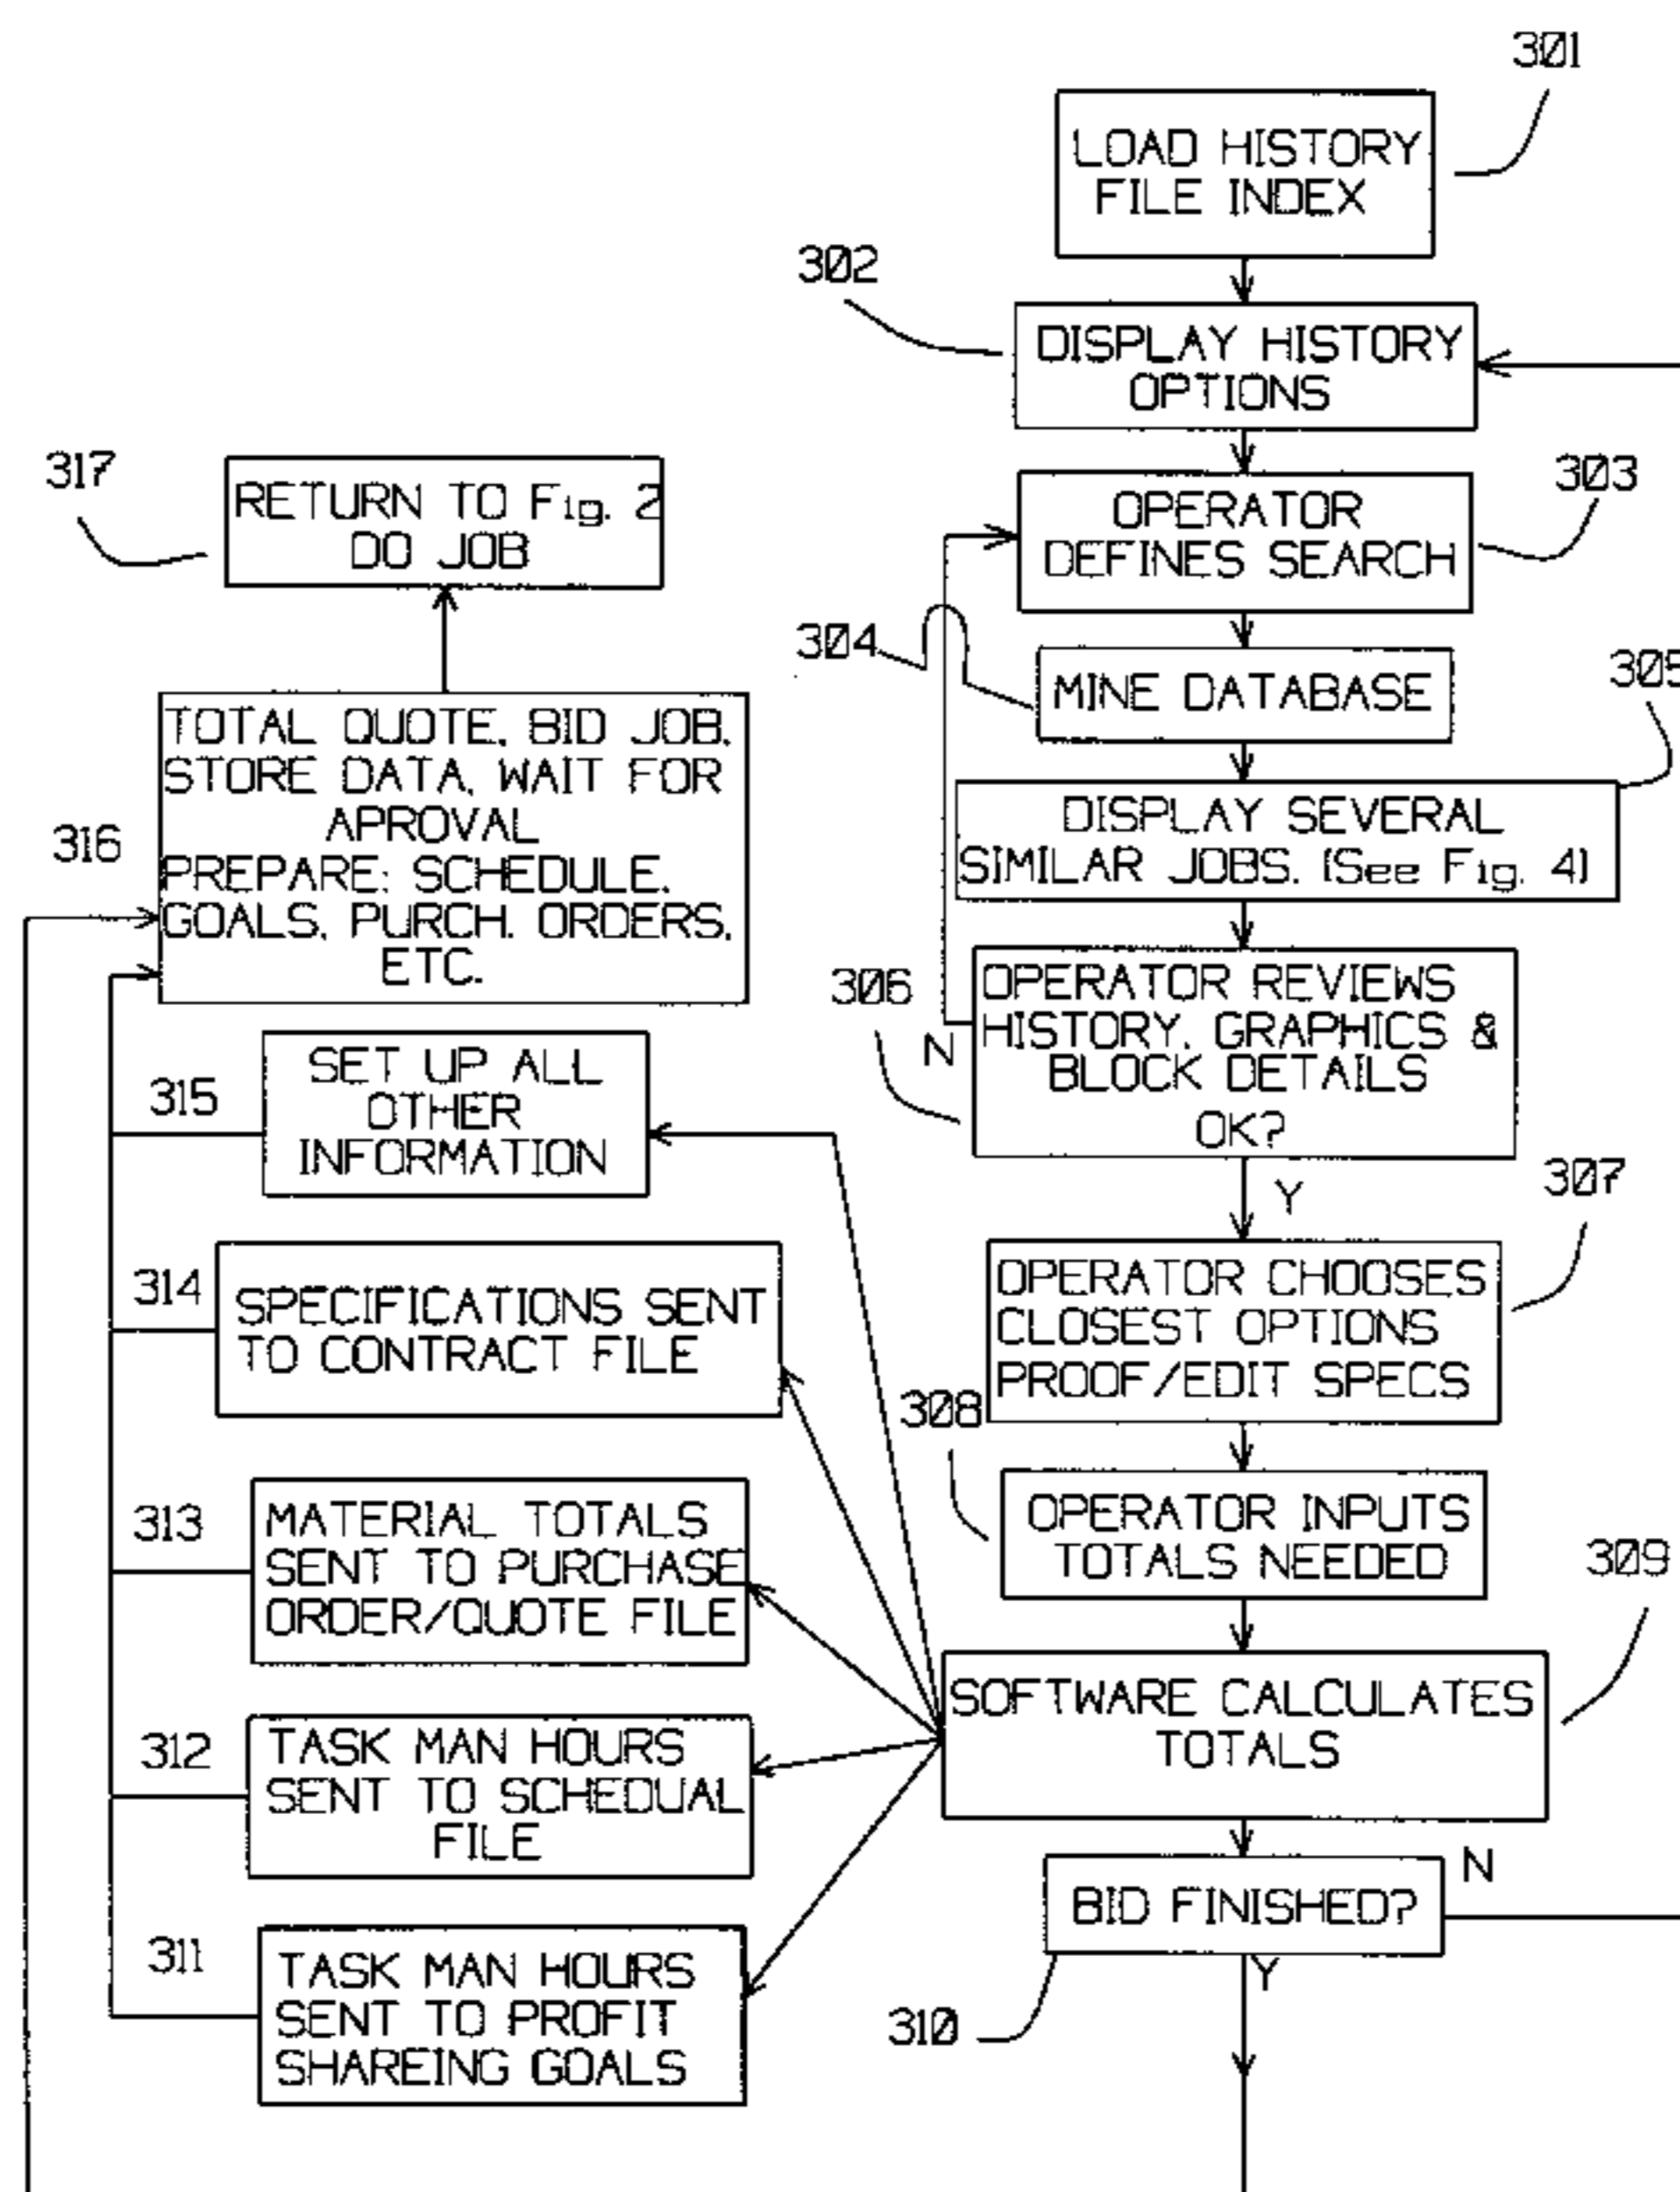 301
LOAD HISTORY
FILE INDEX
302
DISPLAY HISTORY
OPTIONS
303
OPERATOR
DEFINES SEARCH
304
MINE DATABASE
305
DISPLAY SEVERAL
SIMILAR JOBS. (See Fig. 4)
306
OPERATOR REVIEWS
HISTORY, GRAPHICS &
BLOCK DETAILS
OK?
N
Y
307
OPERATOR CHOOSES
CLOSEST OPTIONS
PROOF/EDIT SPECS
308
OPERATOR INPUTS
TOTALS NEEDED
309
SOFTWARE CALCULATES
TOTALS
N
BID FINISHED?
Y
310
311
TASK MAN HOURS
SENT TO PROFIT
SHAREING GOALS
312
TASK MAN HOURS
SENT TO SCHEDUAL
FILE
313
MATERIAL TOTALS
SENT TO PURCHASE
ORDER/QUOTE FILE
314
SPECIFICATIONS SENT
TO CONTRACT FILE
315
SET UP ALL
OTHER
INFORMATION
316
TOTAL QUOTE, BID JOB,
STORE DATA, WAIT FOR
APROVAL
PREPARE: SCHEDULE,
GOALS, PURCH. ORDERS,
ETC.
317
RETURN TO Fig. 2
DO JOB